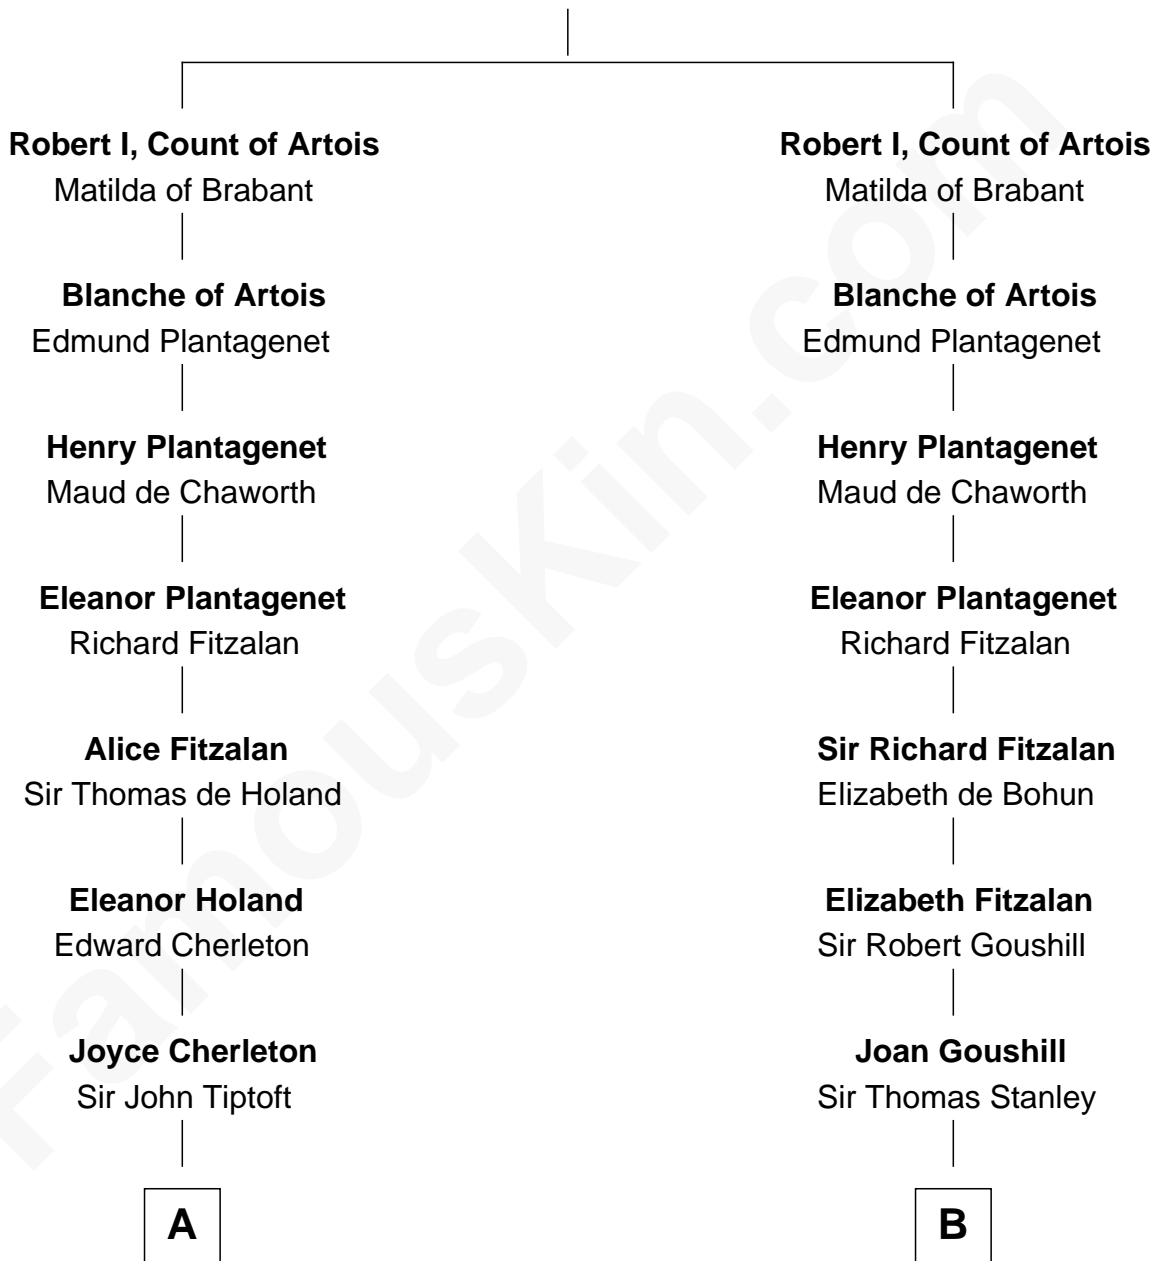 Robert I, Count of Artois
Matilda of Brabant
Blanche of Artois
Edmund Plantagenet
Henry Plantagenet
Maud de Chaworth
Eleanor Plantagenet
Richard Fitzalan
Alice Fitzalan
Sir Thomas de Holand
Eleanor Holand
Edward Cherleton
Joyce Cherleton
Sir John Tiptoft
A
Robert I, Count of Artois
Matilda of Brabant
Blanche of Artois
Edmund Plantagenet
Henry Plantagenet
Maud de Chaworth
Eleanor Plantagenet
Richard Fitzalan
Sir Richard Fitzalan
Elizabeth de Bohun
Elizabeth Fitzalan
Sir Robert Goushill
Joan Goushill
Sir Thomas Stanley
B
FamousKin.com